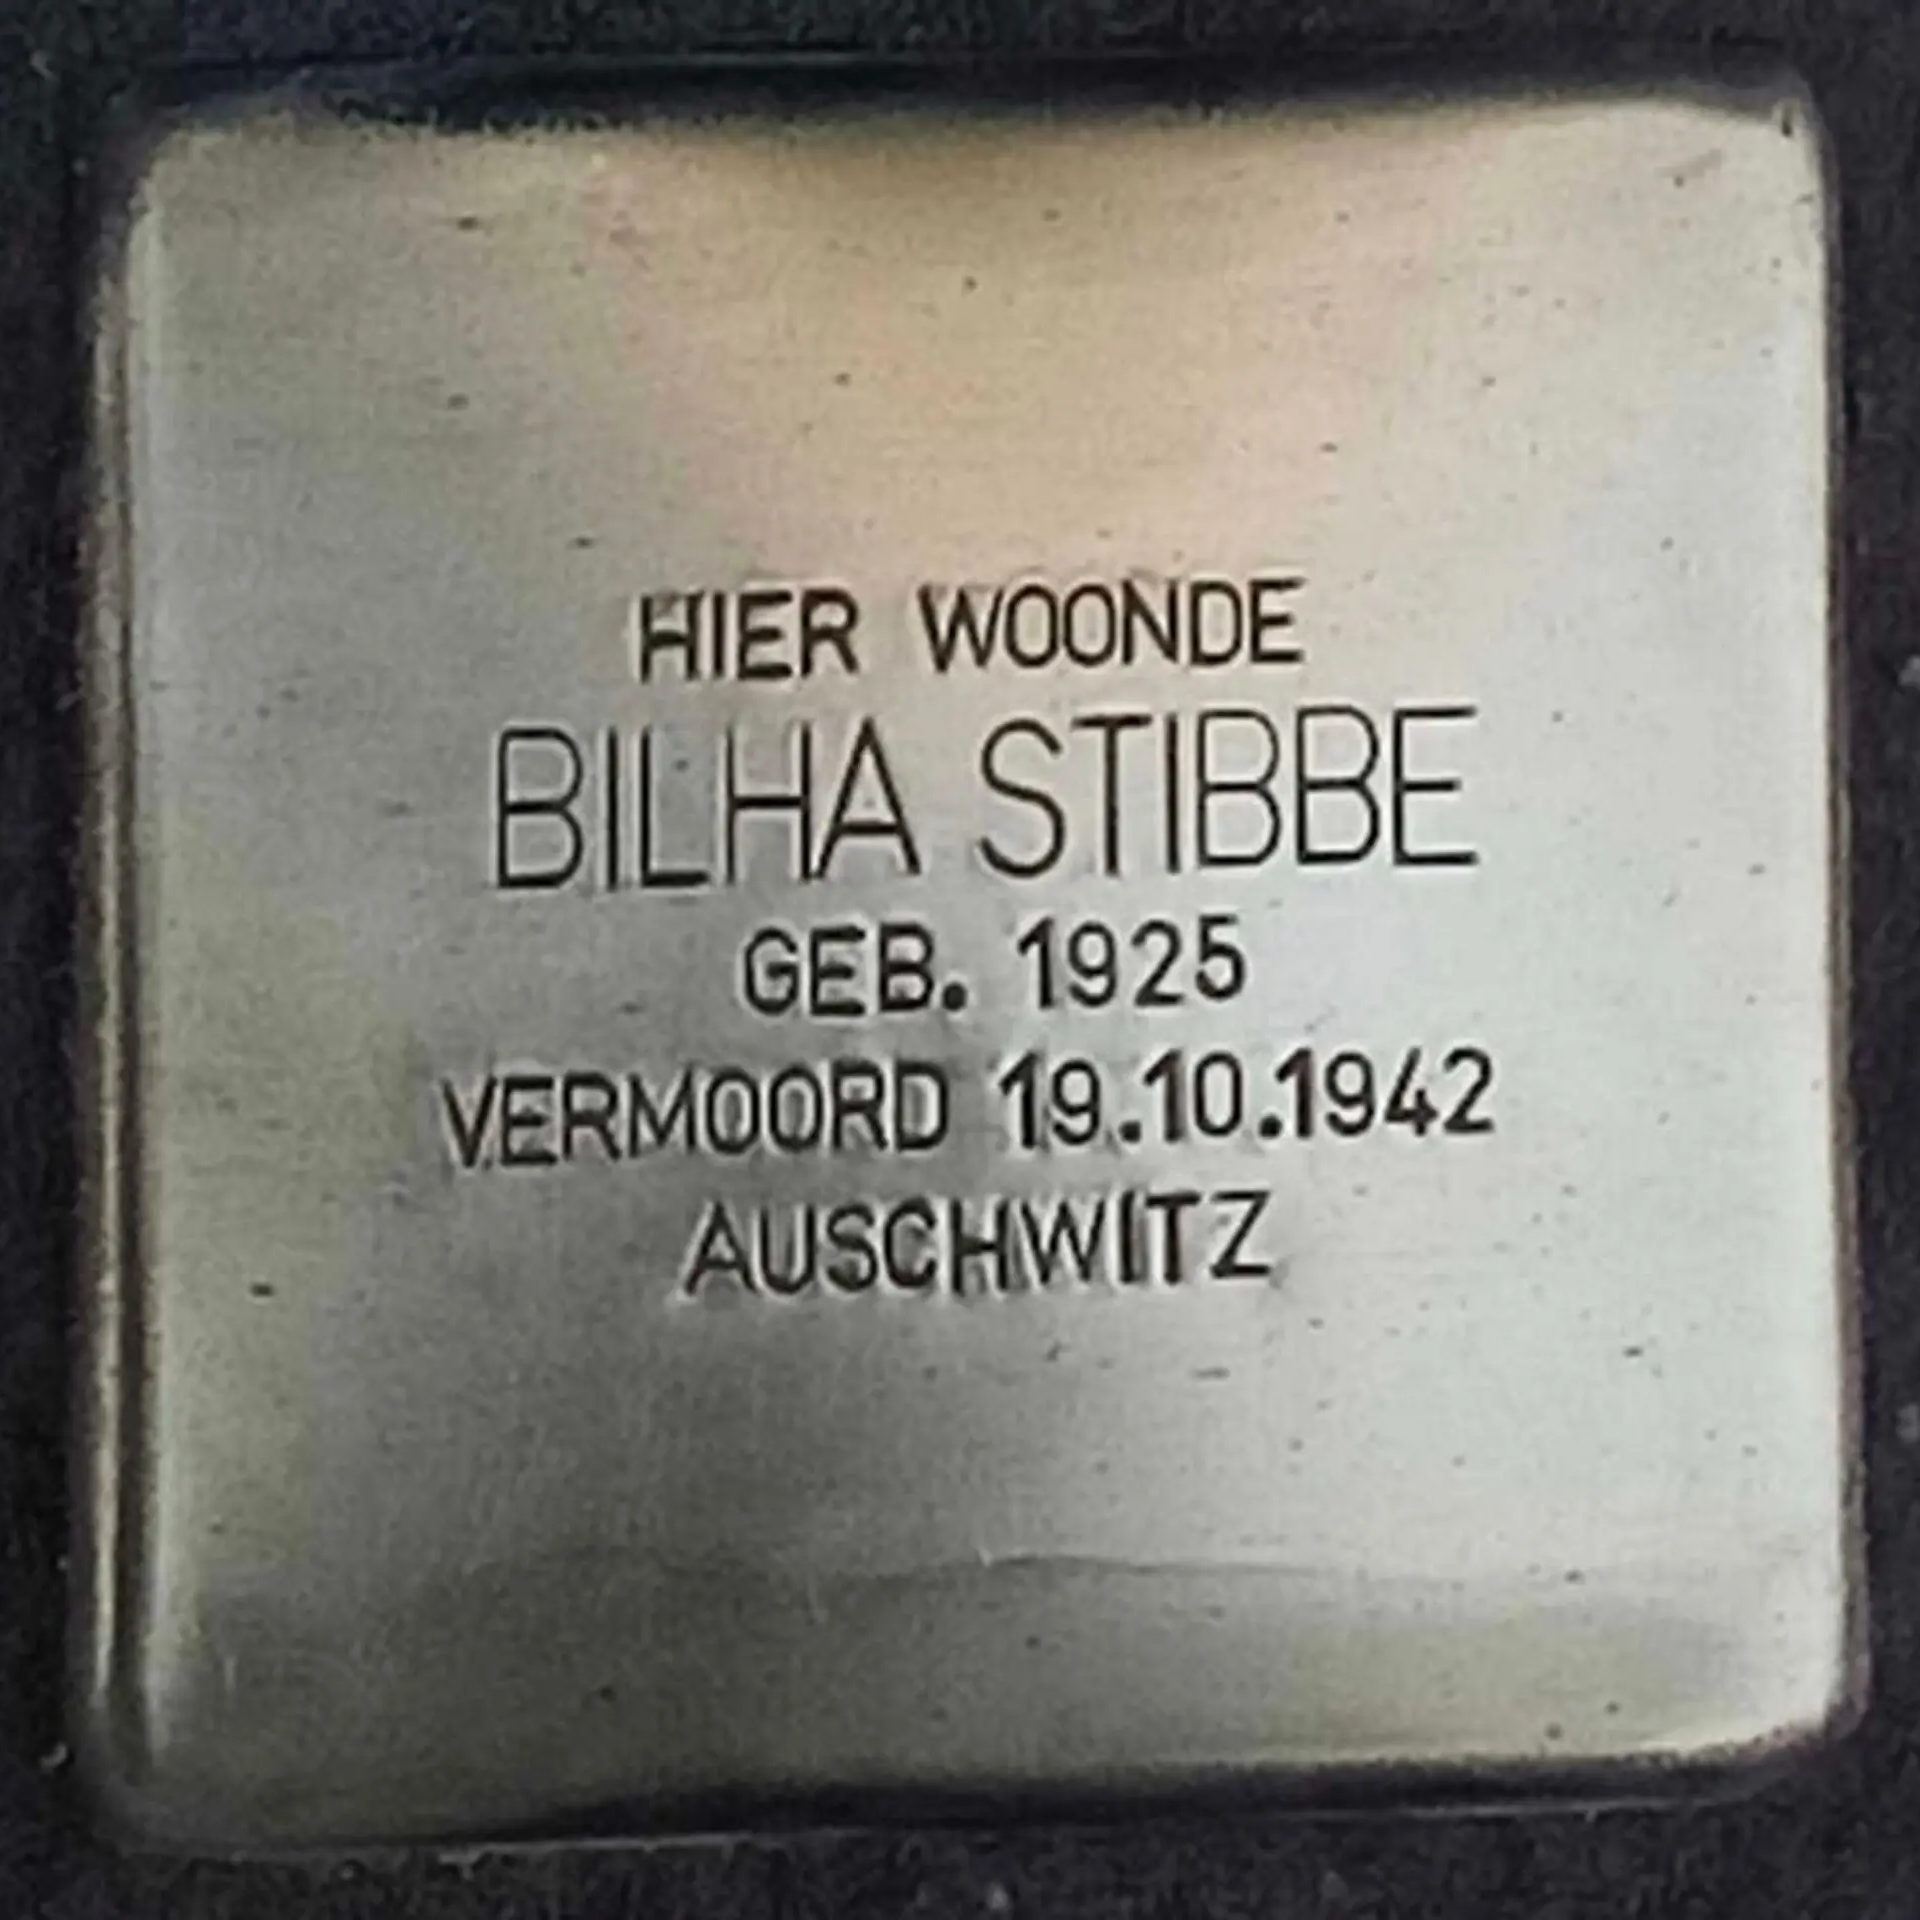 HIER WOONDE
BILHA STIBBE
GEB. 1925
VERMOORD 19.10.1942
AUSCHWITZ